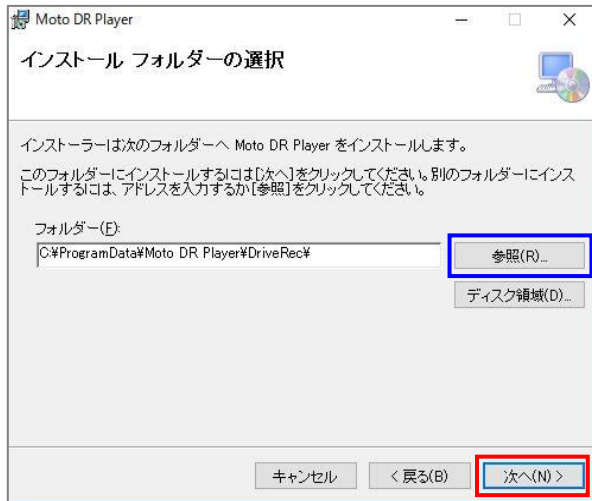 Moto DR Player
インストール フォルダーの選択
インストーラーは次のフォルダーへ Moto DR Player をインストールします。
このフォルダーにインストールするには[次へ]をクリックしてください。別のフォルダーにインス
トールするには、アドレスを入力するか[参照]をクリックしてください。
フォルダー(F):
C:¥ProgramData¥Moto DR Player¥DriveRec¥
参照(R)...
ディスク領域(D)...
キャンセル
< 戻る(B)
次へ(N) >